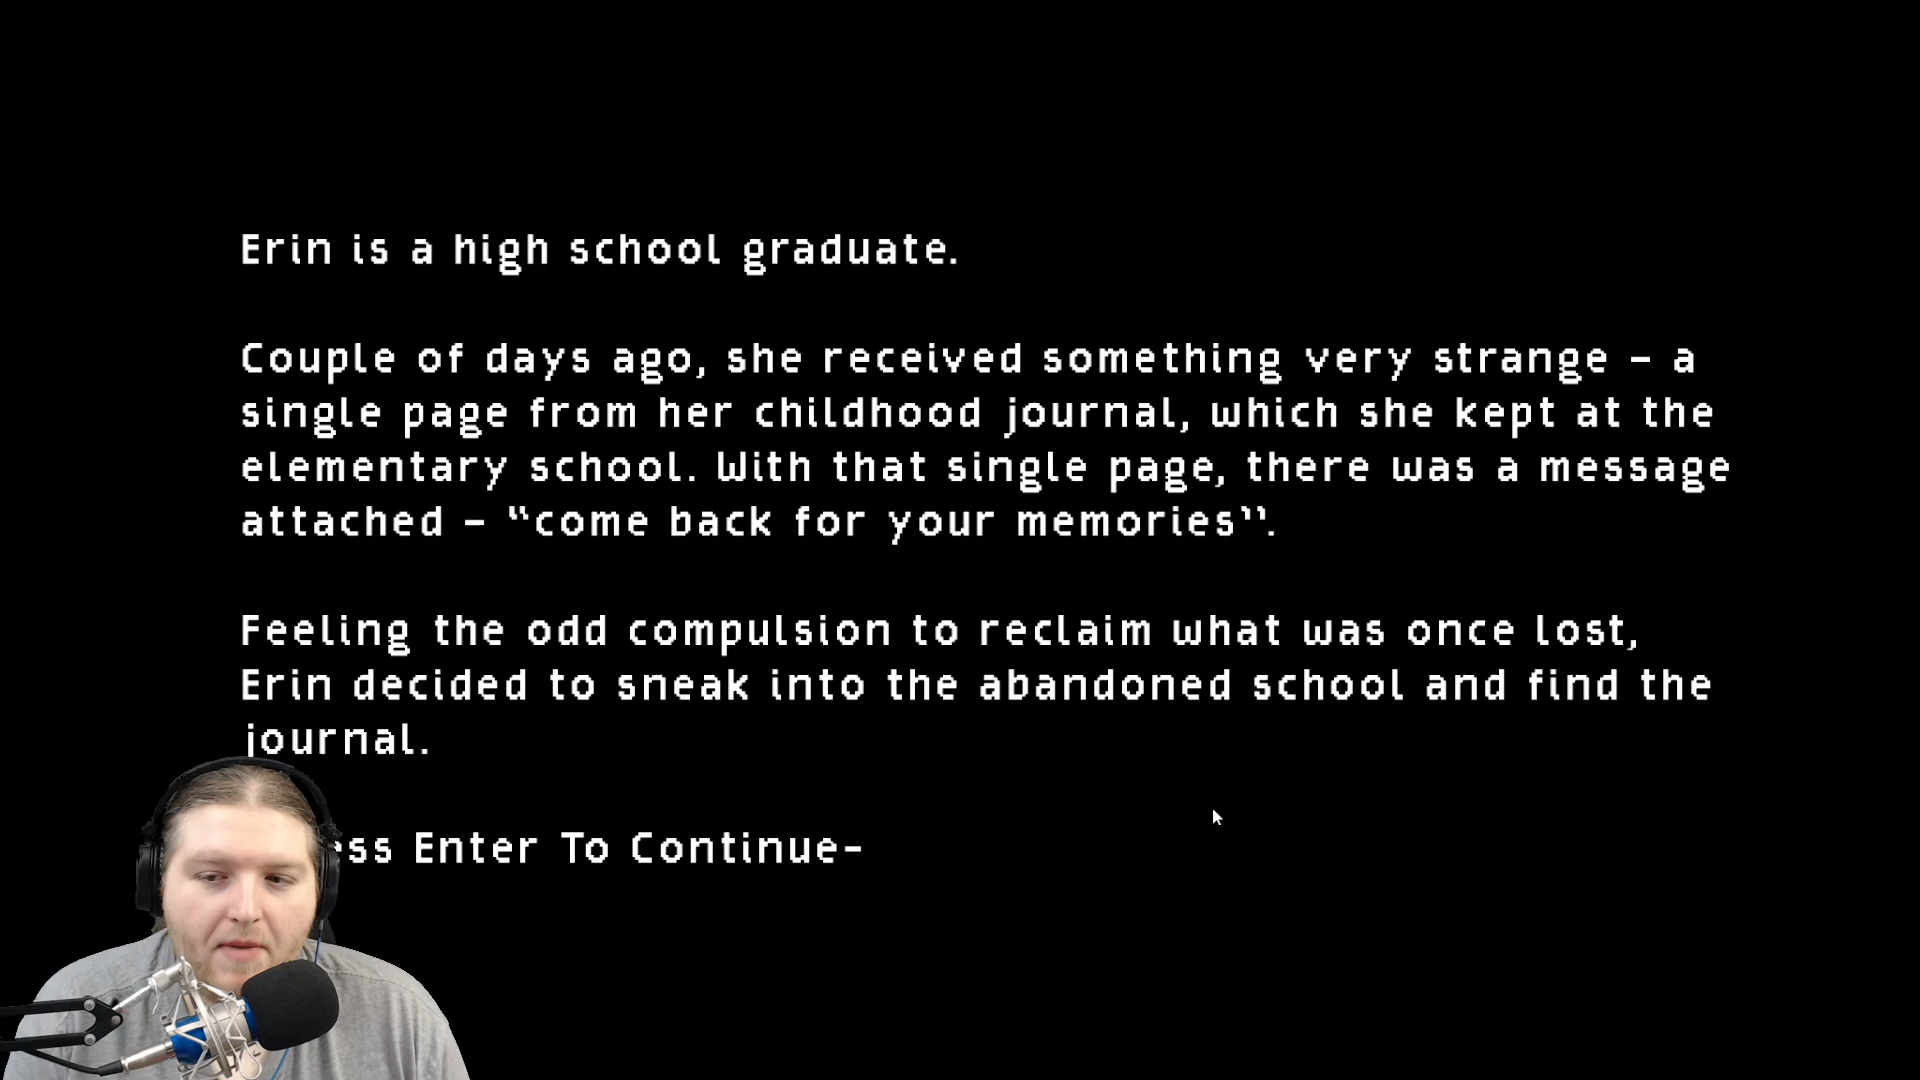 Erin is a high school graduate.
Couple of days ago, she received something very strange - a
single page from her childhood journal, which she kept at the
elementary school. With that single page, there was a message
attached - “come back for your memories”.
Feeling the odd compulsion to reclaim what was once lost,
Erin decided to sneak into the abandoned school and find the
journal.
Enter To Continue-